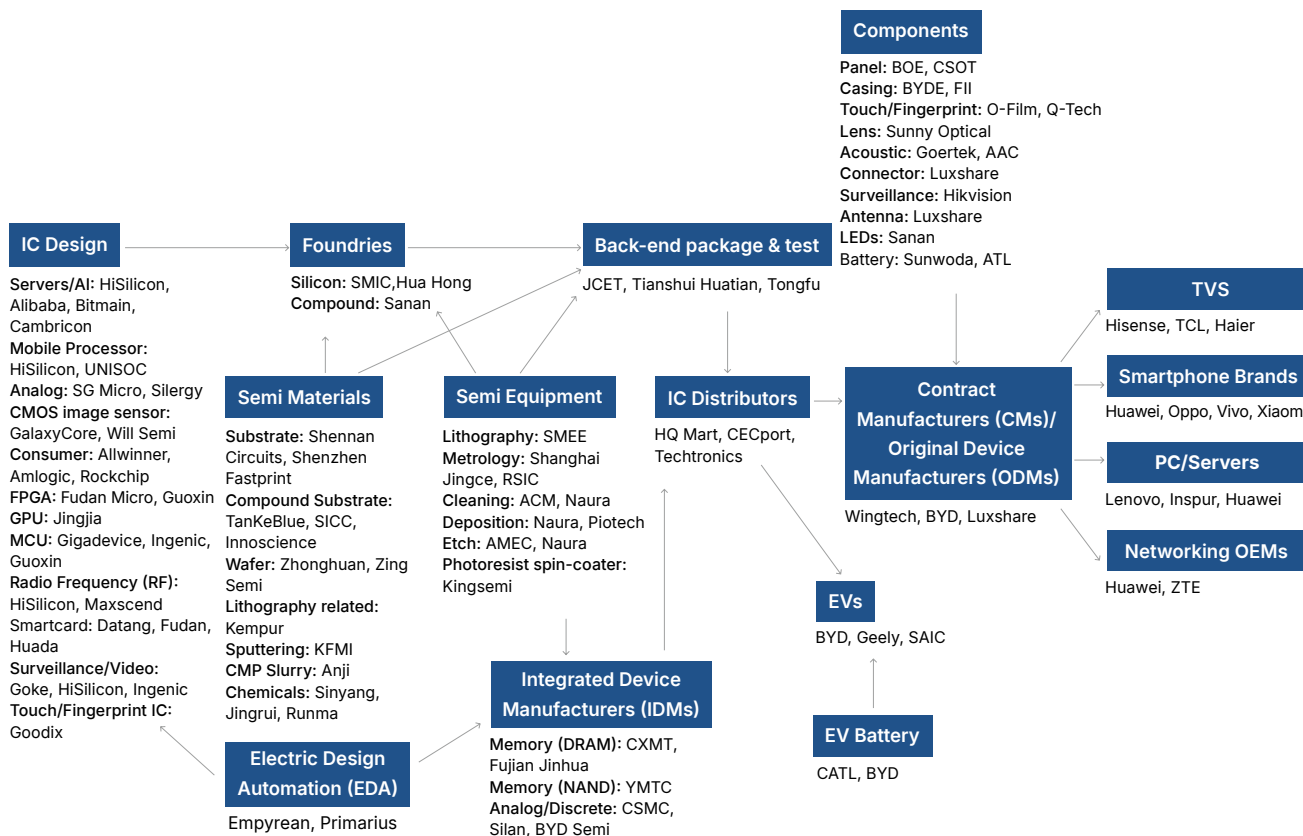 Components
Panel: BOE, CSOT
Casing: BYDE, FII
Touch/Fingerprint: O-Film, Q-Tech
Lens: Sunny Optical
Acoustic: Goertek, AAC
Connector: Luxshare
Surveillance: Hikvision
Antenna: Luxshare
LEDs: Sanan
Battery: Sunwoda, ATL
IC Design
Servers/AI: HiSilicon,
Alibaba, Bitmain,
Cambricon
Mobile Processor:
HiSilicon, UNISOC
Analog: SG Micro, Silergy
CMOS image sensor:
GalaxyCore, Will Semi
Consumer: Allwinner,
Amlogic, Rockchip
FPGA: Fudan Micro, Guoxin
GPU: Jingjia
MCU: Gigadevice, Ingenic,
Guoxin
Radio Frequency (RF):
HiSilicon, Maxscend
Smartcard: Datang, Fudan,
Huada
Surveillance/Video:
Goke, HiSilicon, Ingenic
Touch/Fingerprint IC:
Goodix
Foundries
Silicon: SMIC,Hua Hong
Compound: Sanan
Back-end package & test
JCET, Tianshui Huatian, Tongfu
Semi Materials
Substrate: Shennan
Circuits, Shenzhen
Fastprint
Compound Substrate:
TanKeBlue, SICC,
Innoscience
Wafer: Zhonghuan, Zing
Semi
Lithography related:
Kempur
Sputtering: KFMI
CMP Slurry: Anji
Chemicals: Sinyang,
Jingrui, Runma
Semi Equipment
Lithography: SMEE
Metrology: Shanghai
Jingce, RSIC
Cleaning: ACM, Naura
Deposition: Naura, Piotech
Etch: AMEC, Naura
Photoresist spin-coater:
Kingsemi
IC Distributors
HQ Mart, CECport,
Techtronics
Contract
Manufacturers (CMs)/
Original Device
Manufacturers (ODMs)
Wingtech, BYD, Luxshare
TVS
Hisense, TCL, Haier
Smartphone Brands
Huawei, Oppo, Vivo, Xiaom
PC/Servers
Lenovo, Inspur, Huawei
Networking OEMs
Huawei, ZTE
EVs
BYD, Geely, SAIC
EV Battery
CATL, BYD
Integrated Device
Manufacturers (IDMs)
Memory (DRAM): CXMT,
Fujian Jinhua
Memory (NAND): YMTC
Analog/Discrete: CSMC,
Silan, BYD Semi
Electric Design
Automation (EDA)
Empyrean, Primarius